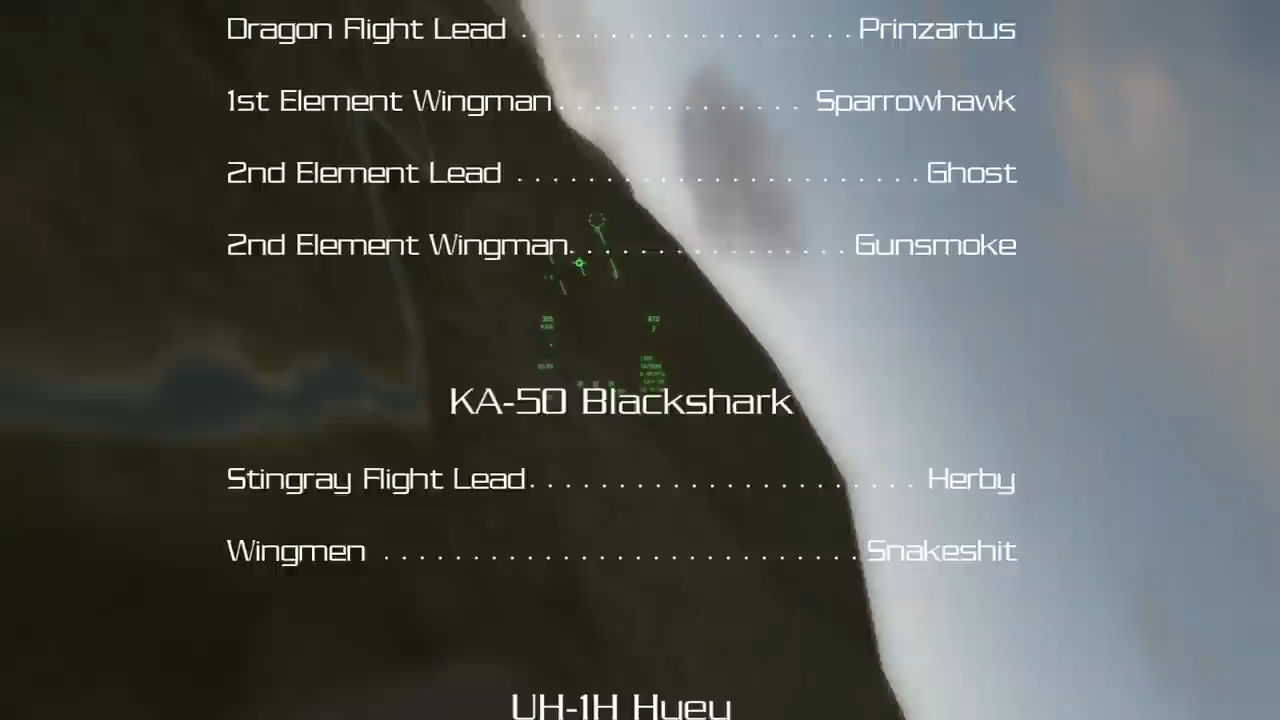 Dragon Flight Lead . . . . . . . . . . . . . . . . . . . Prinzartus
1st Element Wingman . . . . . . . . . . . . . . Sparrowhawk
2nd Element Lead . . . . . . . . . . . . . . . . . . . . . . . Ghost
2nd Element Wingman . . . . . . . . . . . . . . . . Gunsmoke
KA-50 Blackshark
Stingray Flight Lead . . . . . . . . . . . . . . . . . . . . . . Herby
Wingmen . . . . . . . . . . . . . . . . . . . . . . . . . . . Snakeshit
UH-1H Huey